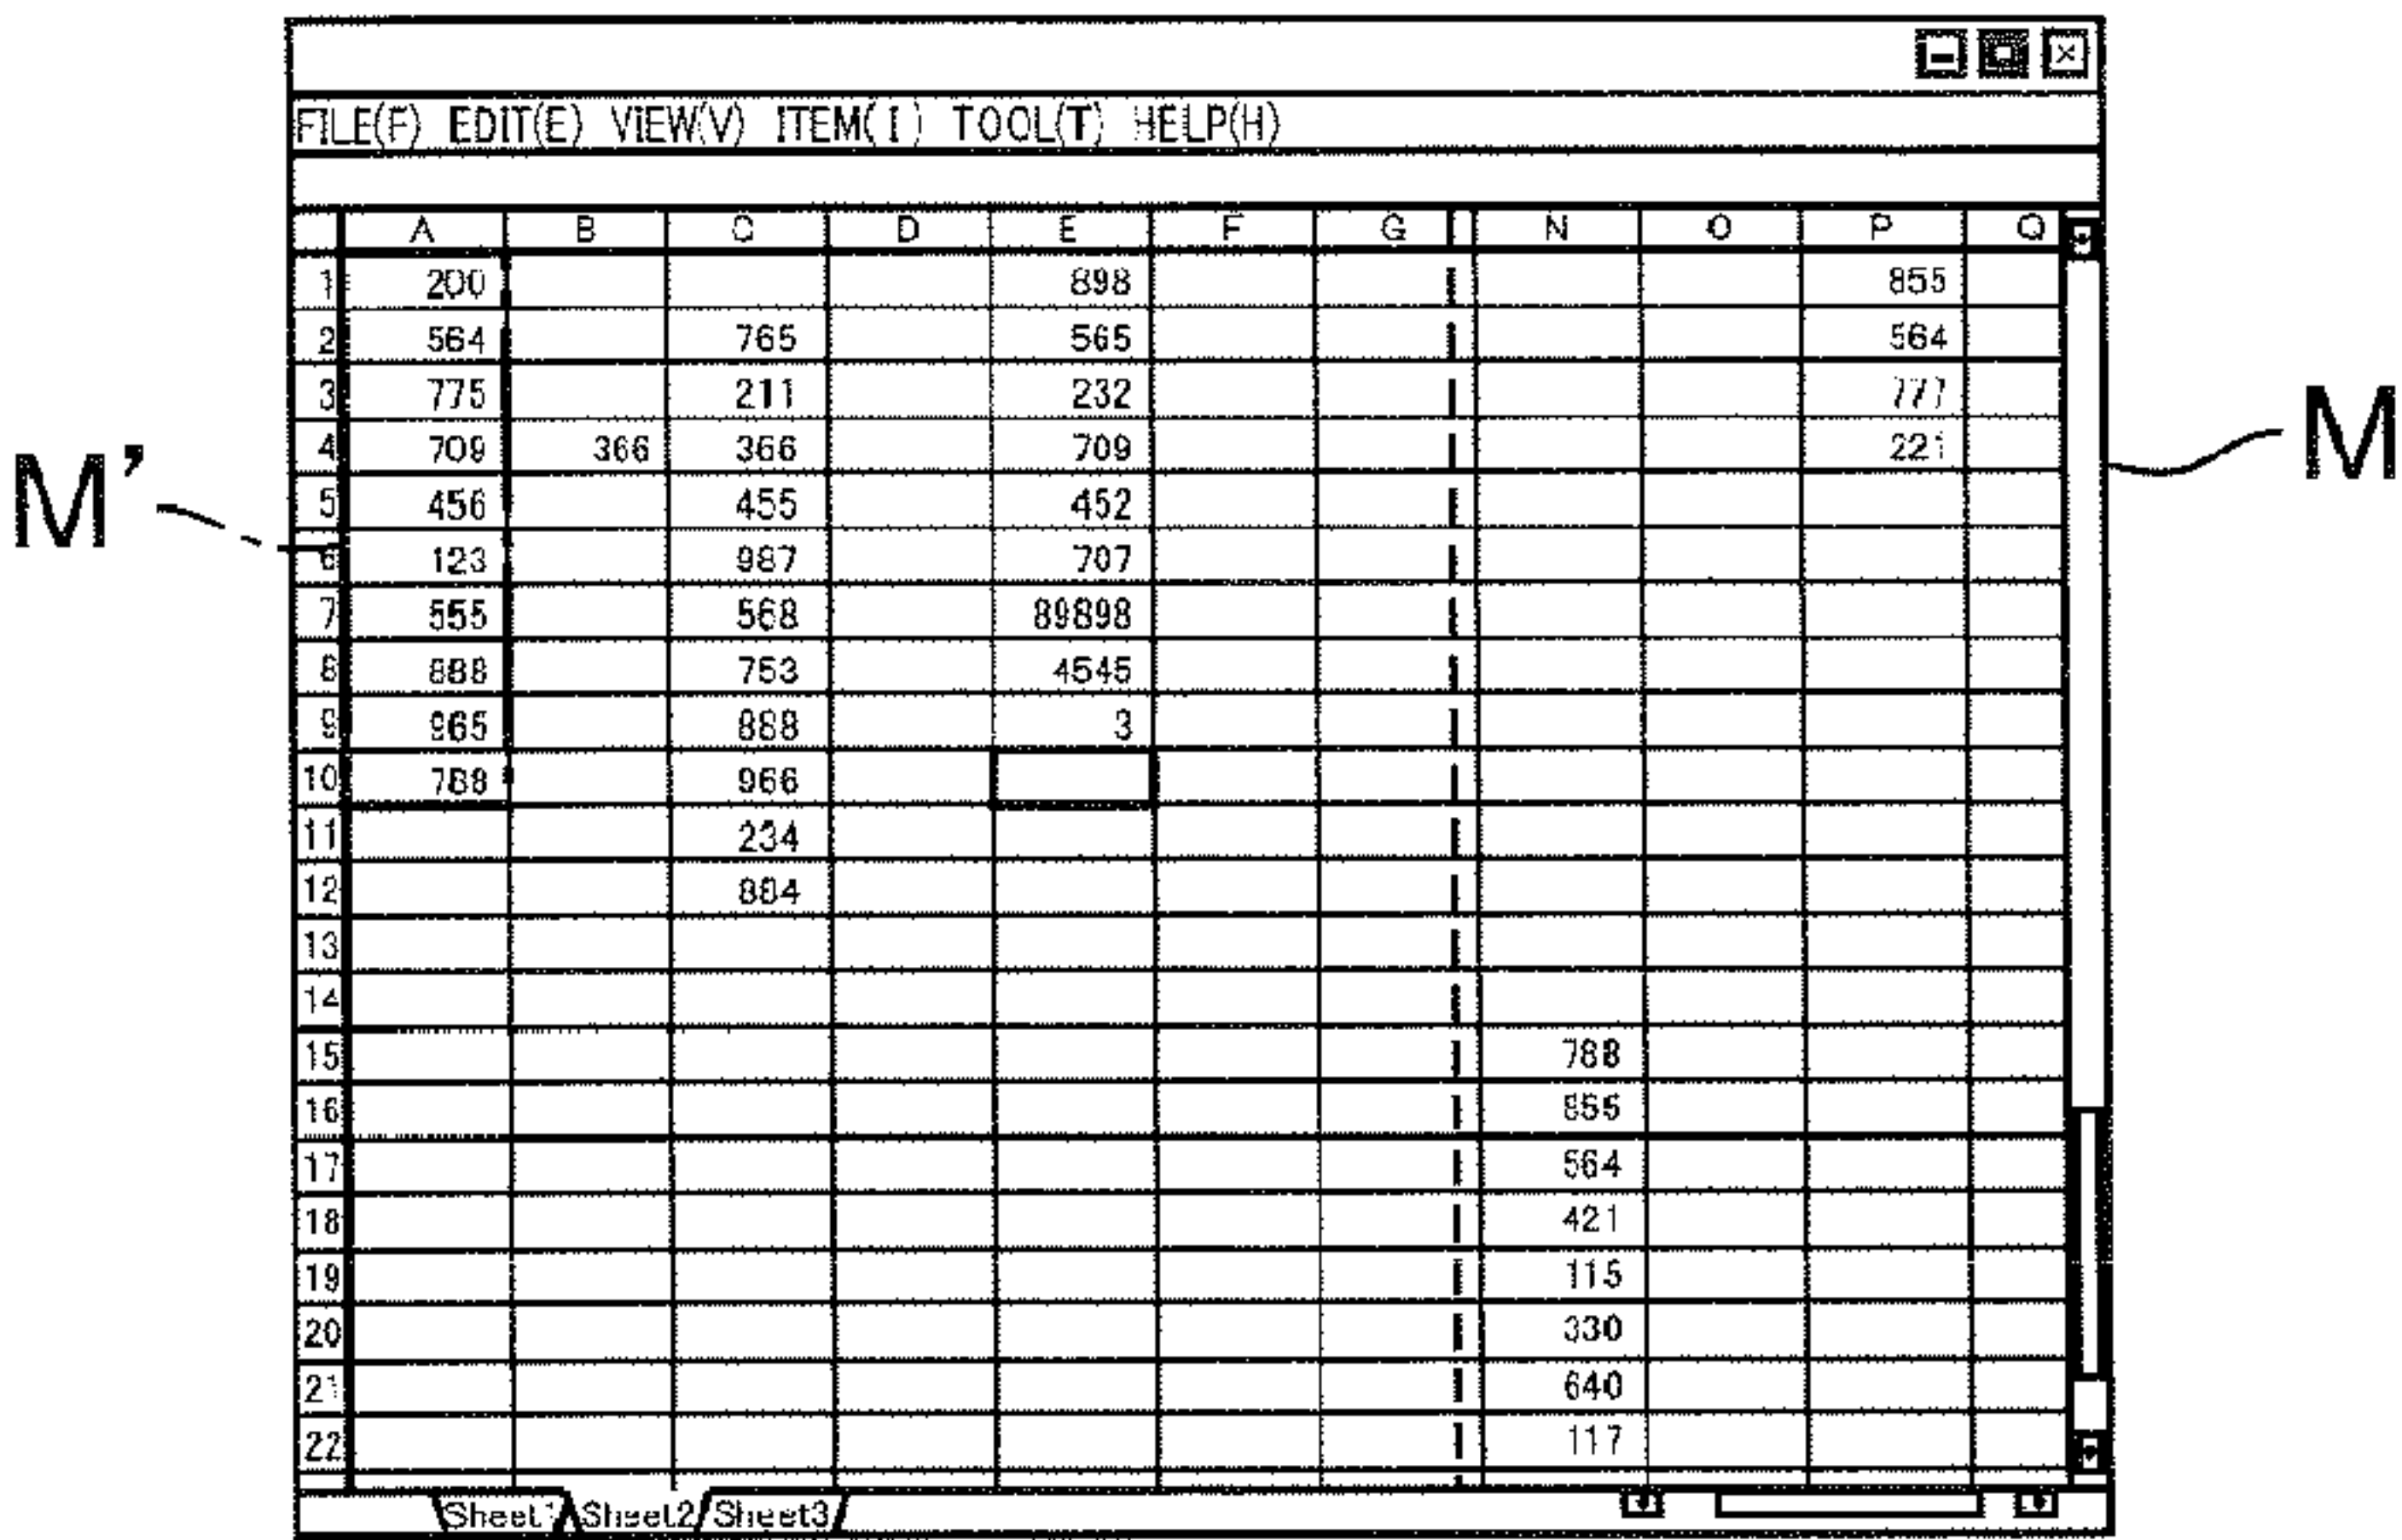 FILE(F) EDIT(E) VIEW(V) ITEM(I) TOOL(T) HELP(H)
A B C D E F G N O P Q
1 200 898 855
2 564 765 565 564
3 775 211 232 777
4 709 366 366 709 221
5 456 455 452
6 123 987 707
7 555 568 89898
8 888 753 4545
9 965 888 3
10 788 966
11 234
12 884
13
14
15 788
16 855
17 564
18 421
19 115
20 330
21 640
22 117
Sheet1 Sheet2 Sheet3
M'
M